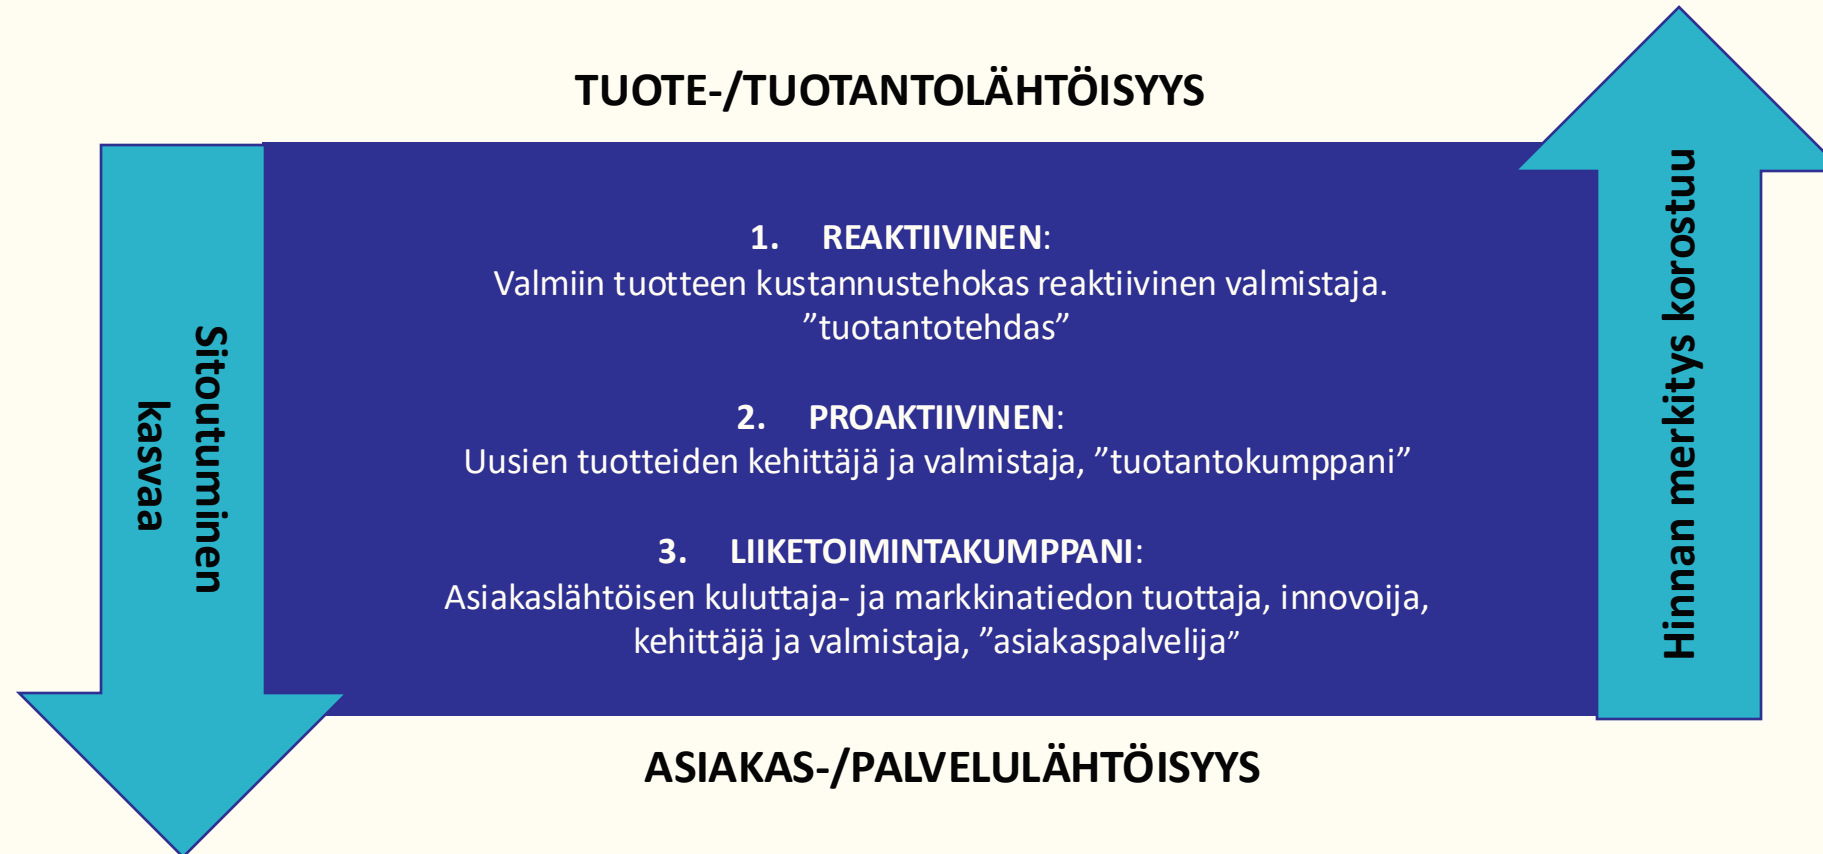 TUOTE-/TUOTANTOLÄHTÖISYYS
Sitoutuminen
kasvaa
1. REAKTIIVINEN:
Valmiin tuotteen kustannustehokas reaktiivinen valmistaja.
”tuotantotehdas”
2. PROAKTIIVINEN:
Uusien tuotteiden kehittäjä ja valmistaja, ”tuotantokumppani”
3. LIIKETOIMINTAKUMPPANI:
Asiakaslähtöisen kuluttaja- ja markkinatiedon tuottaja, innovoija,
kehittäjä ja valmistaja, ”asiakaspalvelija”
Hinnan merkitys korostuu
ASIAKAS-/PALVELULÄHTÖISYYS